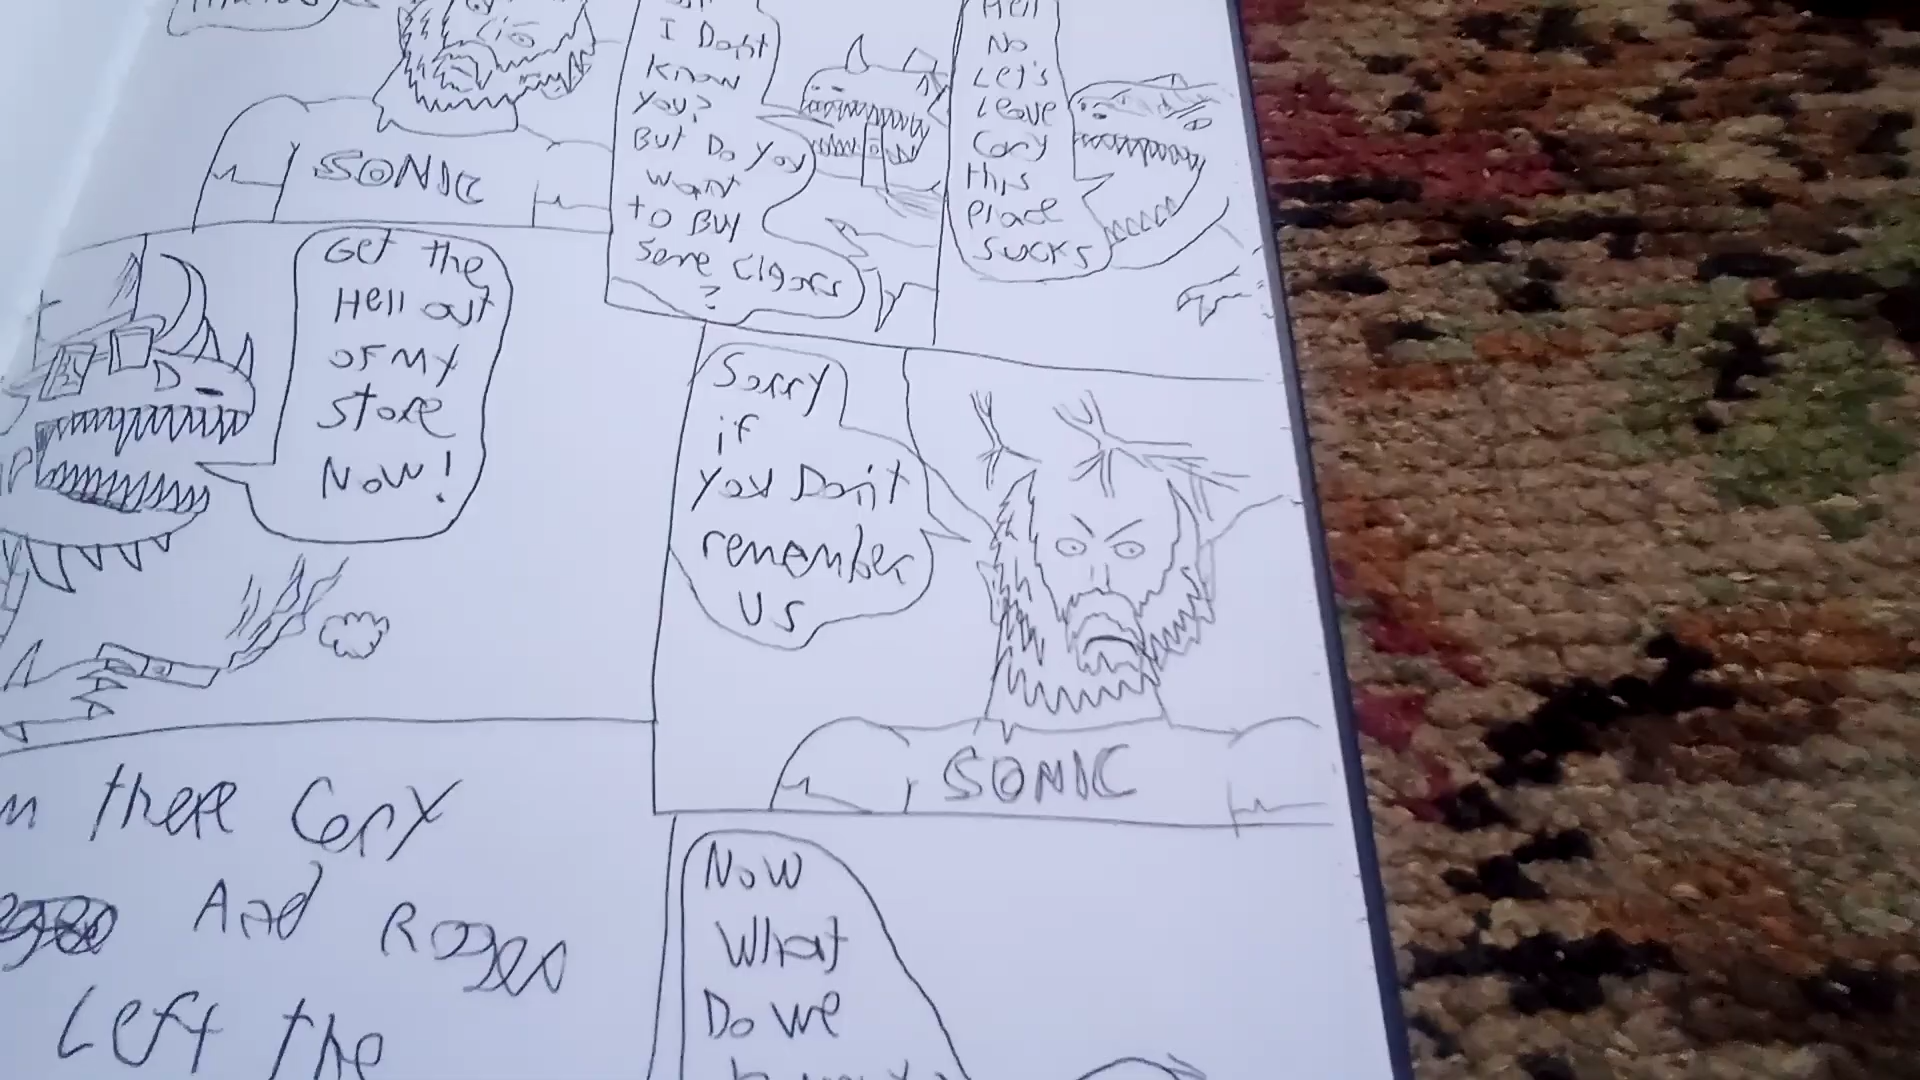 SONIC
I Don't
know
you?
But Do you
want
to Buy
some cigars
?
Hell
No
Let's
Leave
Cory
this
place
sucks
Get the
Hell out
of my
store
Now!
Sorry
if
you Don't
remember
us
SONIC
there Cory
And Roger
Left the
Now
What
Do we